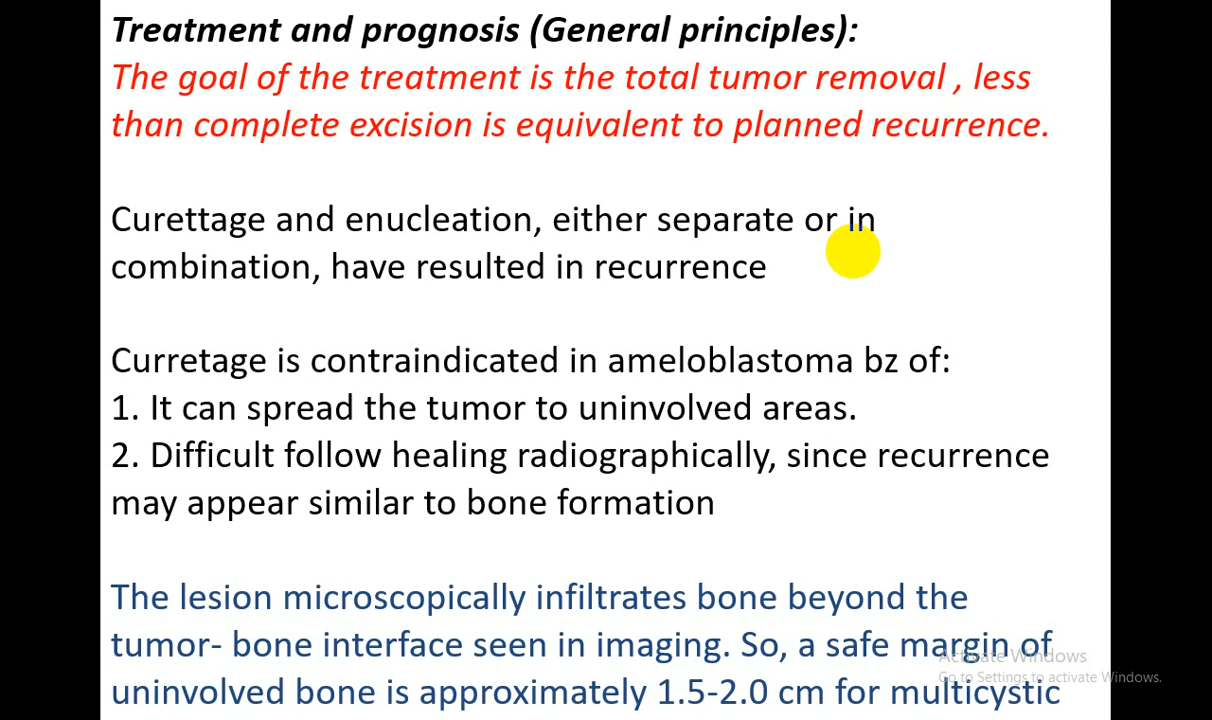 Treatment and prognosis (General principles):
The goal of the treatment is the total tumor removal , less
than complete excision is equivalent to planned recurrence.
Curettage and enucleation, either separate or in
combination, have resulted in recurrence
Curretage is contraindicated in ameloblastoma bz of:
1. It can spread the tumor to uninvolved areas.
2. Difficult follow healing radiographically, since recurrence
may appear similar to bone formation
The lesion microscopically infiltrates bone beyond the
tumor- bone interface seen in imaging. So, a safe margin of
uninvolved bone is approximately 1.5-2.0 cm for multicystic
Activate Windows
Go to Settings to activate Windows.